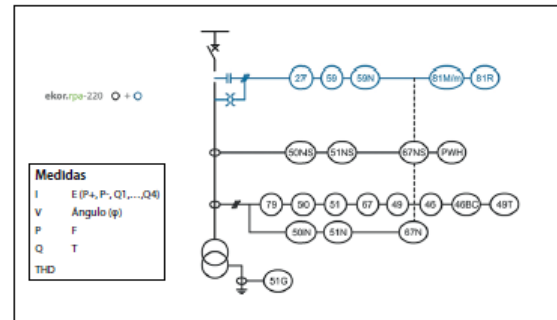 27 59 59N 81M/m 81R
ekor.rpa-220 O + O
50NS 51NS 67NS PWH
Medidas
I E (P+, P-, Q1,...,Q4)
V Ángulo (φ)
P F
Q T
THD
79 50 51 67 49 46 46BC 49T
50N 51N 67N
51G